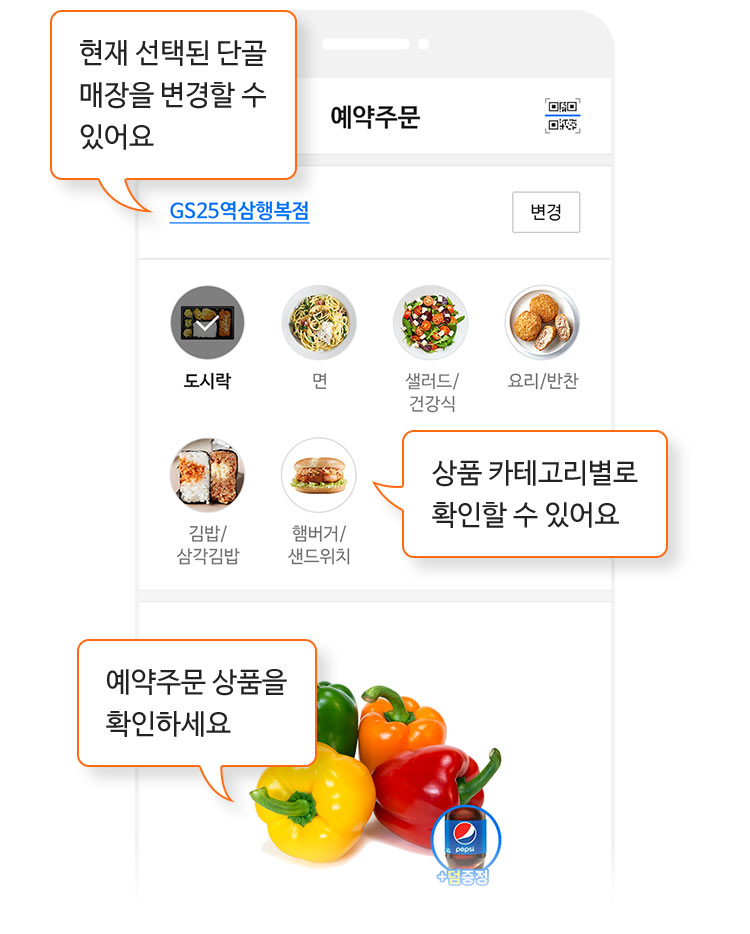 현재 선택된 단골
매장을 변경할 수
있어요
예약주문
GS25역삼행복점
변경
도시락
면
샐러드/
건강식
요리/반찬
김밥/
삼각김밥
햄버거/
샌드위치
상품 카테고리별로
확인할 수 있어요
예약주문 상품을
확인하세요
pepsi
+덤증정